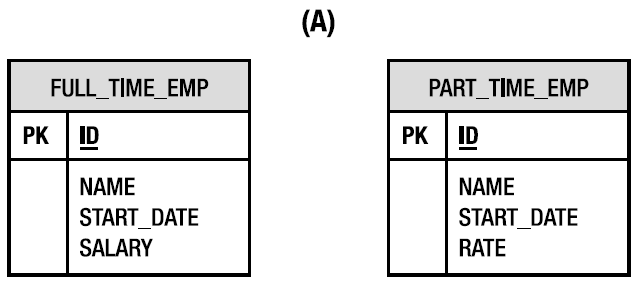 (A)
FULL_TIME_EMP
PK ID
NAME
START_DATE
SALARY
PART_TIME_EMP
PK ID
NAME
START_DATE
RATE